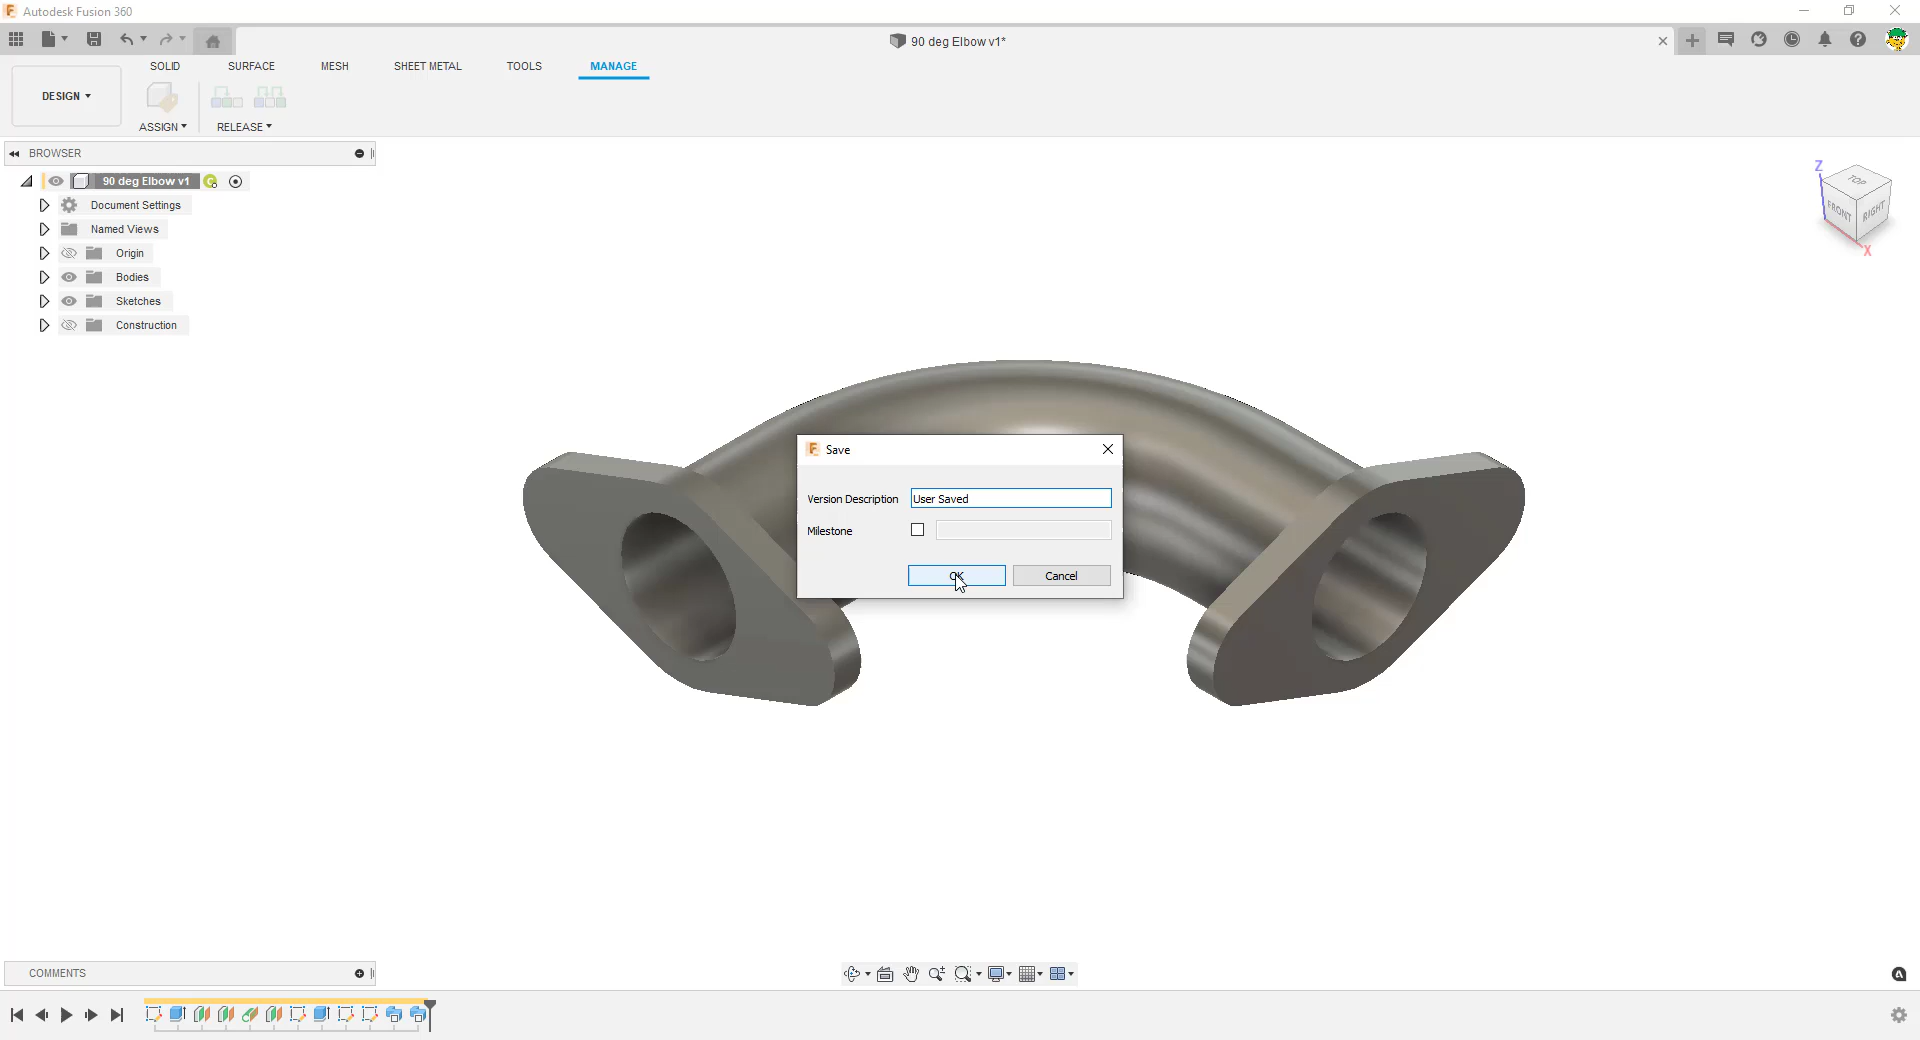 Autodesk Fusion 360
90 deg Elbow v1*
SOLID
SURFACE
MESH
SHEET METAL
TOOLS
MANAGE
DESIGN
ASSIGN
RELEASE
BROWSER
90 deg Elbow v1
Document Settings
Named Views
Origin
Bodies
Sketches
Construction
Z
TOP
FRONT
RIGHT
X
Save
Version Description
User Saved
Milestone
OK
Cancel
COMMENTS